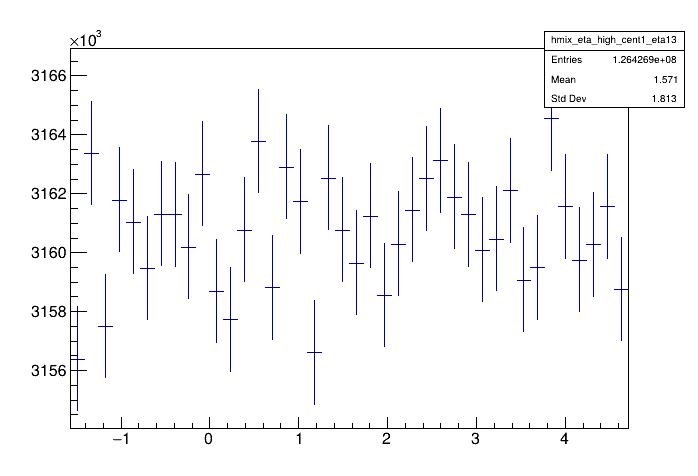 ×10³
hmix_eta_high_cent1_eta13
Entries 1.264269e+08
Mean 1.571
Std Dev 1.813
3166
3164
3162
3160
3158
3156
−1 0 1 2 3 4